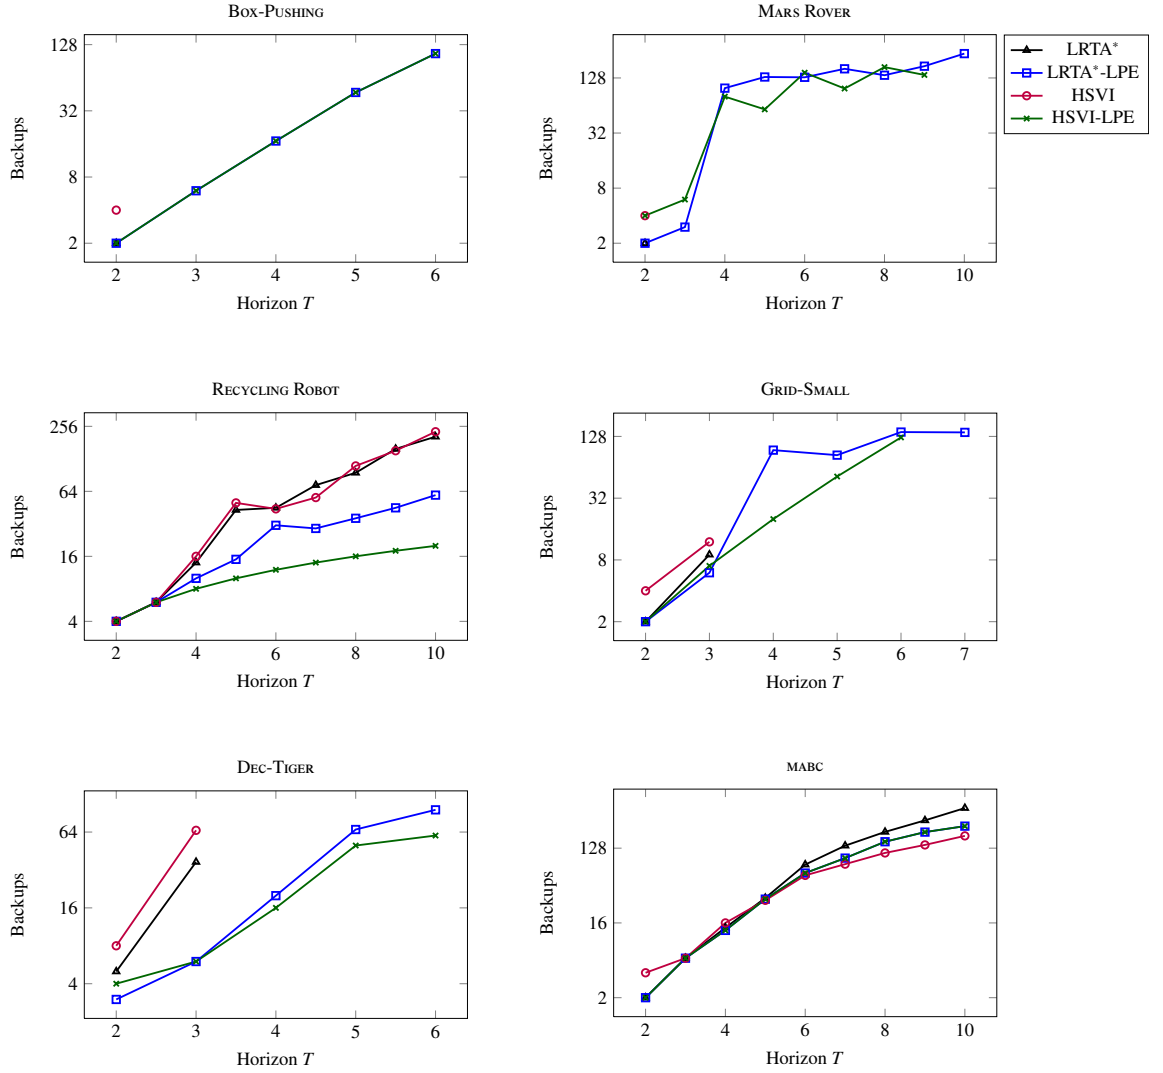 Box-Pushing
Backups
128
32
8
2
2 3 4 5 6
Horizon T
Mars Rover
Backups
128
32
8
2
2 4 6 8 10
Horizon T
LRTA*
LRTA*-LPE
HSVI
HSVI-LPE
Recycling Robot
Backups
256
64
16
4
2 4 6 8 10
Horizon T
Grid-Small
Backups
128
32
8
2
2 3 4 5 6 7
Horizon T
Dec-Tiger
Backups
64
16
4
2 3 4 5 6
Horizon T
mabc
Backups
128
16
2
2 4 6 8 10
Horizon T